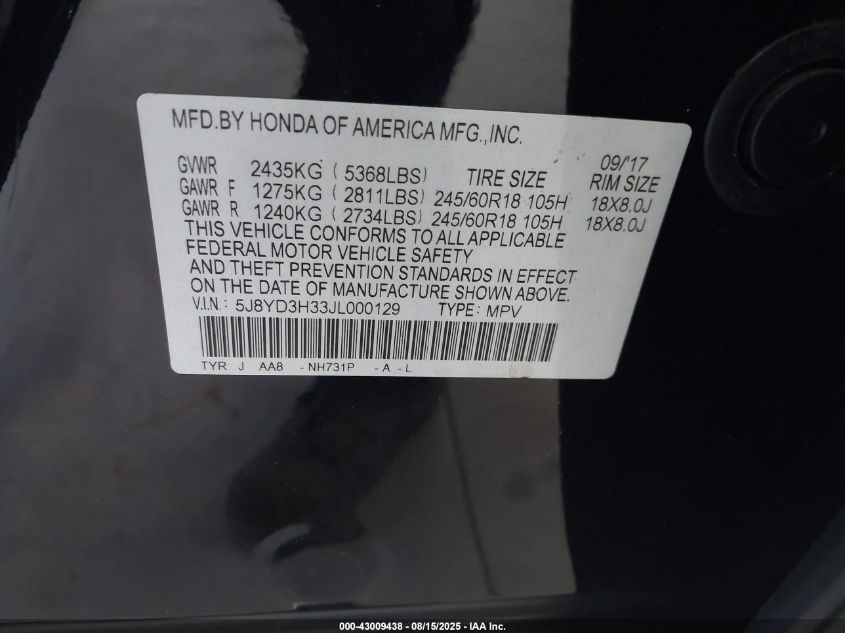 MFD.BY HONDA OF AMERICA MFG.,INC.
09/'17
GVWR 2435KG ( 5368LBS) TIRE SIZE RIM SIZE
GAWR F 1275KG ( 2811LBS) 245/60R18 105H 18X8.0J
GAWR R 1240KG ( 2734LBS) 245/60R18 105H 18X8.0J
THIS VEHICLE CONFORMS TO ALL APPLICABLE
FEDERAL MOTOR VEHICLE SAFETY
AND THEFT PREVENTION STANDARDS IN EFFECT
ON THE DATE OF MANUFACTURE SHOWN ABOVE.
V.I.N.: 5J8YD3H33JL000129 TYPE: MPV
TYR J AA8 - NH731P - A - L
000-43009438 - 08/15/2025 - IAA Inc.